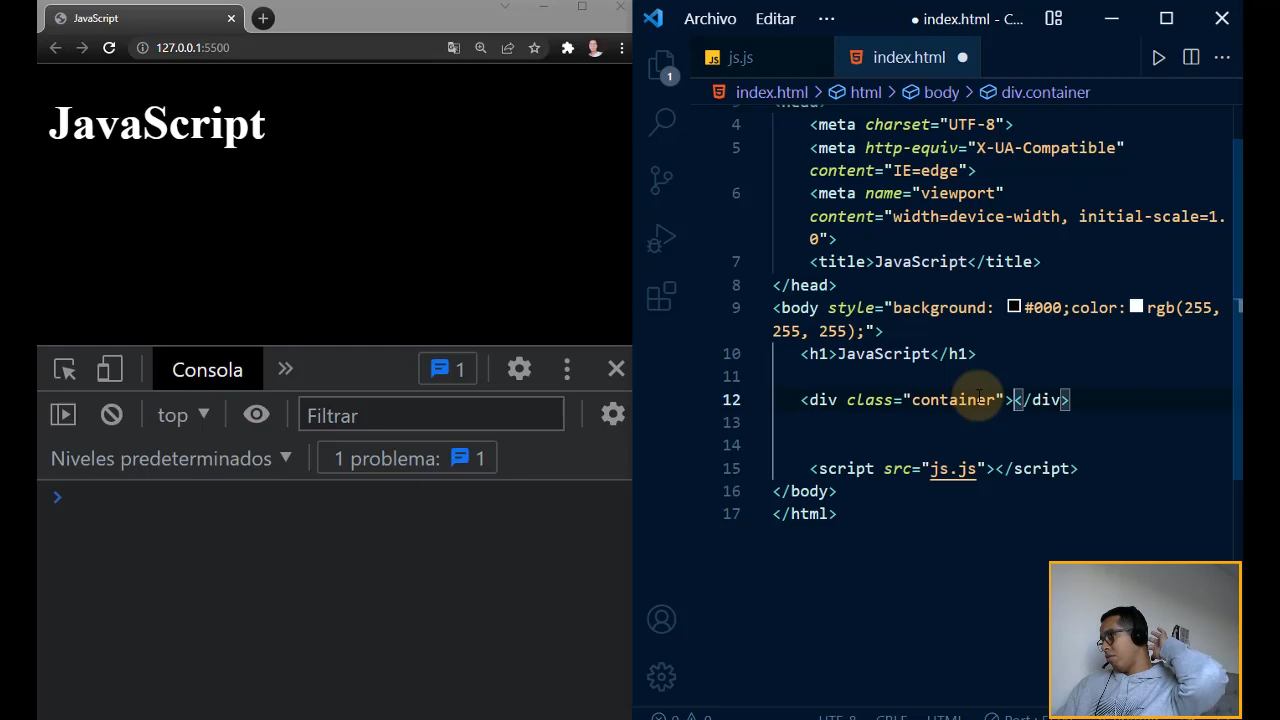 JavaScript
127.0.0.1:5500
JavaScript
Consola
1
top
Filtrar
Niveles predeterminados
1 problema:
1
Archivo
Editar
index.html - C...
1
JS js.js
index.html
index.html > html > body > div.container
4 <meta charset="UTF-8">
5 <meta http-equiv="X-UA-Compatible"
content="IE=edge">
6 <meta name="viewport"
content="width=device-width, initial-scale=1.
0">
7 <title>JavaScript</title>
8 </head>
9 <body style="background: #000;color: rgb(255,
255, 255);">
10 <h1>JavaScript</h1>
11
12 <div class="container"></div>
13
14
15 <script src="js.js"></script>
16 </body>
17 </html>